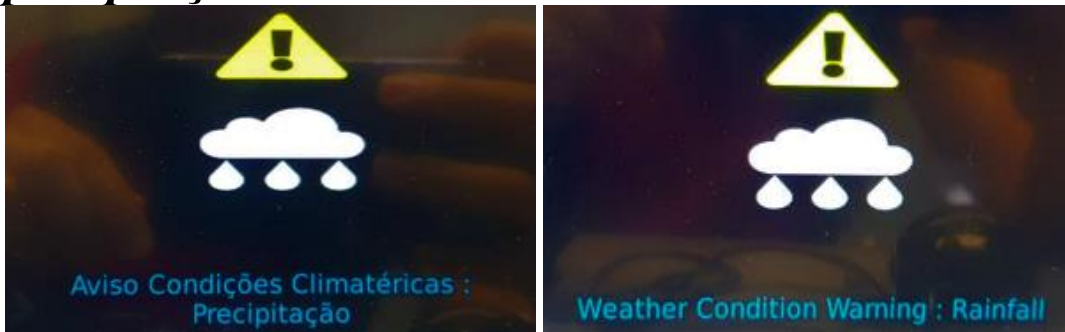 Aviso Condições Climatéricas :
Precipitação
Weather Condition Warning : Rainfall